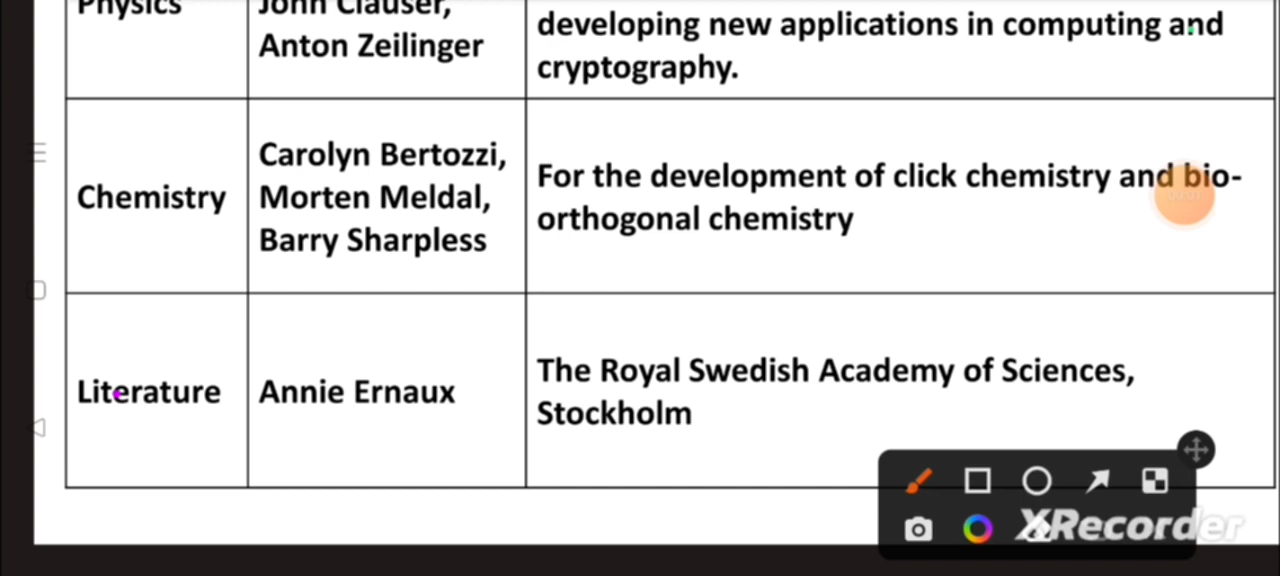 Physics
John Clauser,
Anton Zeilinger
developing new applications in computing and
cryptography.
Chemistry
Carolyn Bertozzi,
Morten Meldal,
Barry Sharpless
For the development of click chemistry and bio-
orthogonal chemistry
Literature
Annie Ernaux
The Royal Swedish Academy of Sciences,
Stockholm
XRecorder